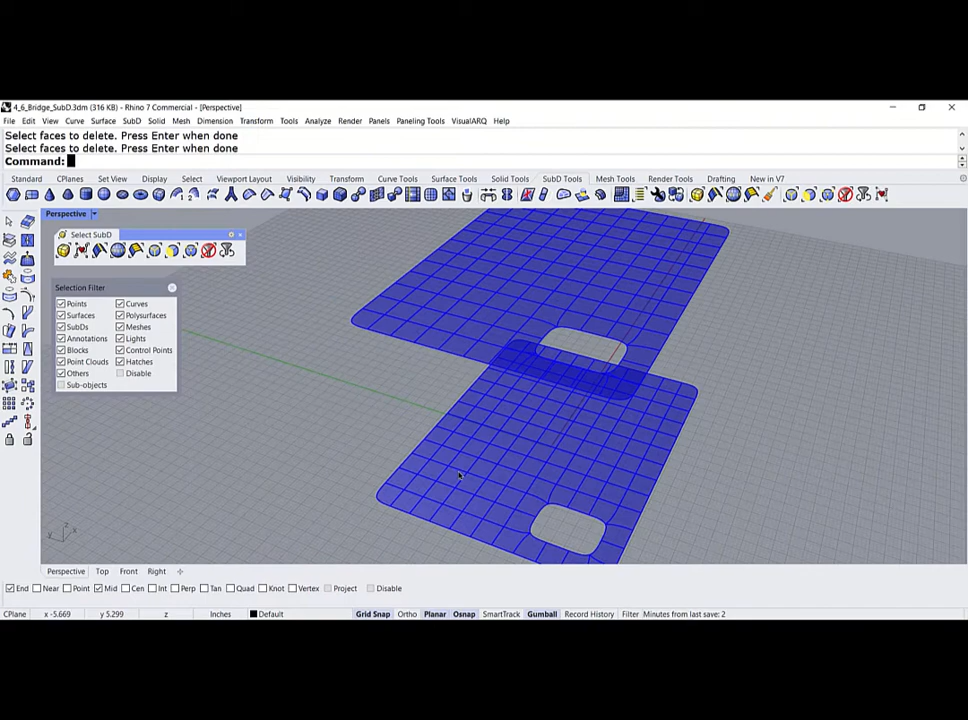 4_6_Bridge_SubD.3dm (316 KB) - Rhino 7 Commercial - [Perspective]
File Edit View Curve Surface SubD Solid Mesh Dimension Transform Tools Analyze Render Panels Paneling Tools VisualARQ Help
Select faces to delete. Press Enter when done
Select faces to delete. Press Enter when done
Command:
Standard CPlanes Set View Display Select Viewport Layout Visibility Transform Curve Tools Surface Tools Solid Tools SubD Tools Mesh Tools Render Tools Drafting New in V7
Perspective
Select SubD
Selection Filter
Points Curves
Surfaces Polysurfaces
SubDs Meshes
Annotations Lights
Blocks Control Points
Point Clouds Hatches
Others Disable
Sub-objects
z
y x
Perspective Top Front Right
End Near Point Mid Cen Int Perp Tan Quad Knot Vertex Project Disable
CPlane x -5.669 y 5.299 z Inches Default Grid Snap Ortho Planar Osnap SmartTrack Gumball Record History Filter Minutes from last save: 2